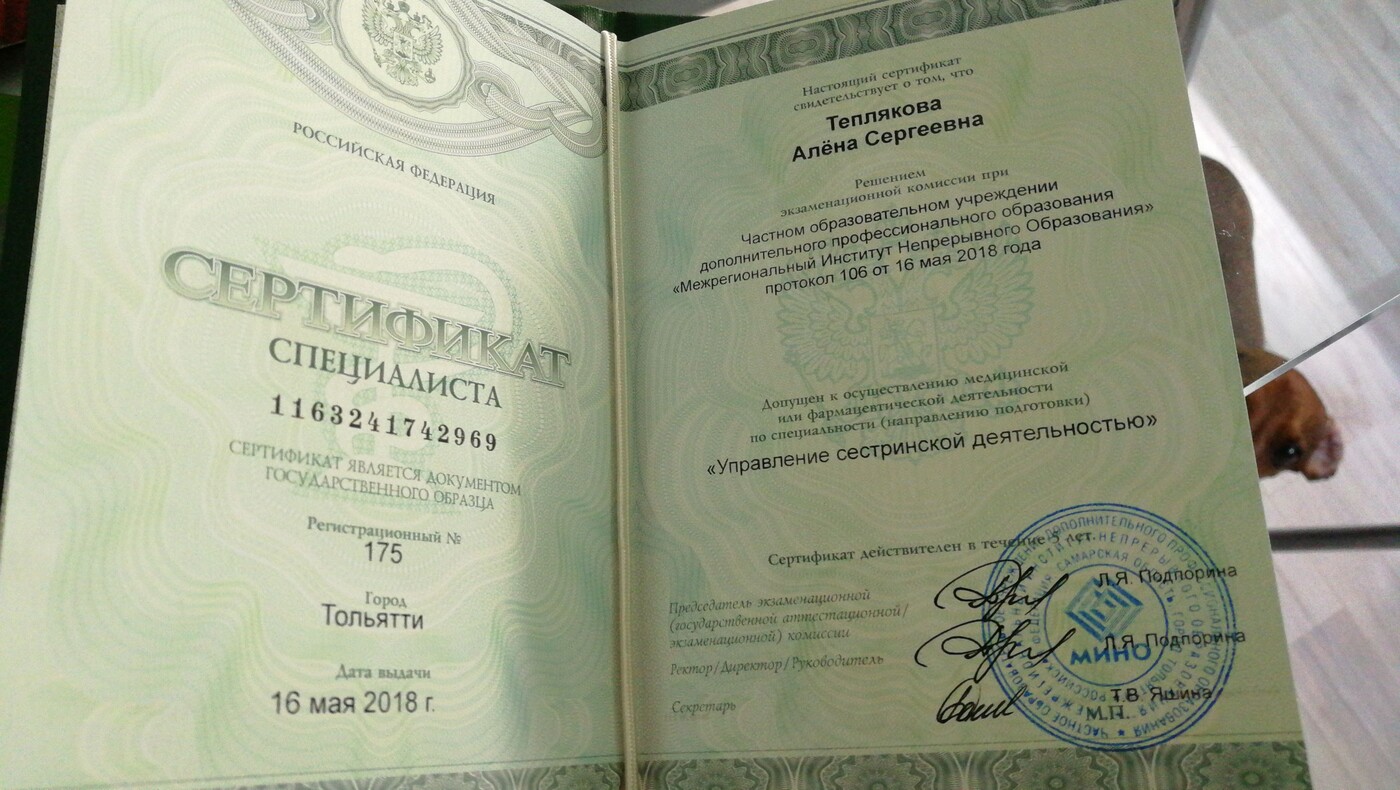 РОССИЙСКАЯ ФЕДЕРАЦИЯ
СЕРТИФИКАТ
СПЕЦИАЛИСТА
1163241742969
СЕРТИФИКАТ ЯВЛЯЕТСЯ ДОКУМЕНТОМ
ГОСУДАРСТВЕННОГО ОБРАЗЦА
Регистрационный №
175
Город
Тольятти
Дата выдачи
16 мая 2018 г.
Настоящий сертификат
свидетельствует о том, что
Теплякова
Алёна Сергеевна
Решением
экзаменационной комиссии при
Частном образовательном учреждении
дополнительного профессионального образования
«Межрегиональный Институт Непрерывного Образования»
протокол 106 от 16 мая 2018 года
Допущен к осуществлению медицинской
или фармацевтической деятельности
по специальности (направлению подготовки)
«Управление сестринской деятельностью»
Сертификат действителен в течение 5 лет.
Председатель экзаменационной
(государственной аттестационной/
экзаменационной) комиссии
Л.Я. Подпорина
Ректор/Директор/Руководитель
Л.Я. Подпорина
Секретарь
Т.В. Яшина
М.П.
МИНО